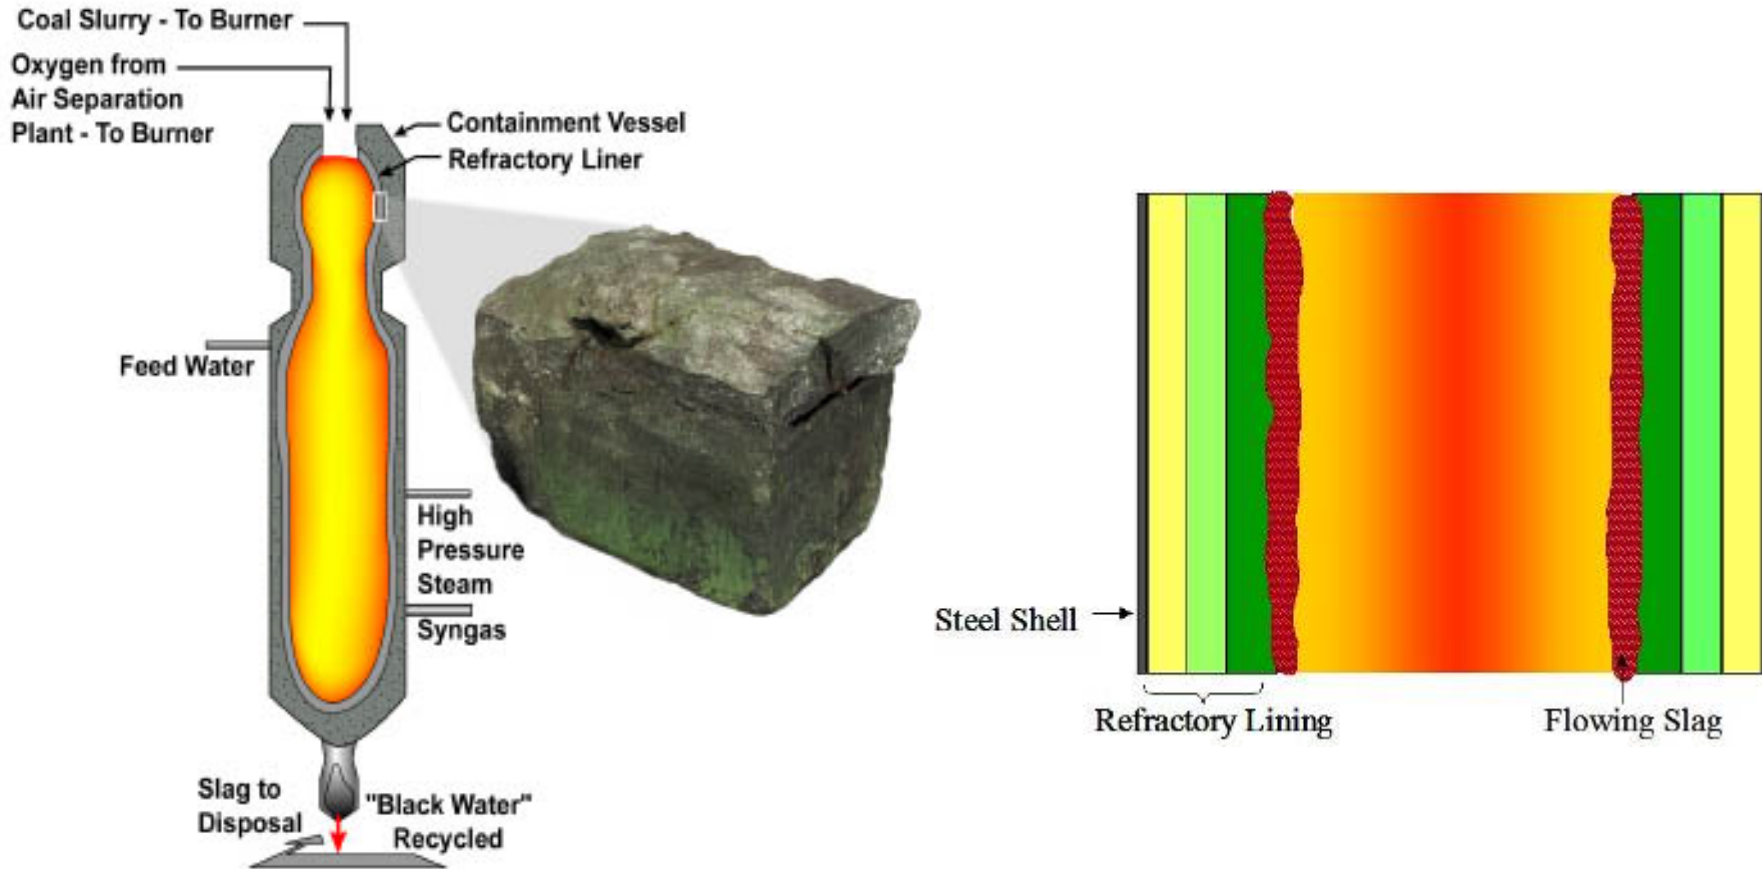 Coal Slurry - To Burner
Oxygen from
Air Separation
Plant - To Burner
Containment Vessel
Refractory Liner
Feed Water
High
Pressure
Steam
Syngas
Slag to
Disposal
"Black Water"
Recycled
Steel Shell
Refractory Lining
Flowing Slag